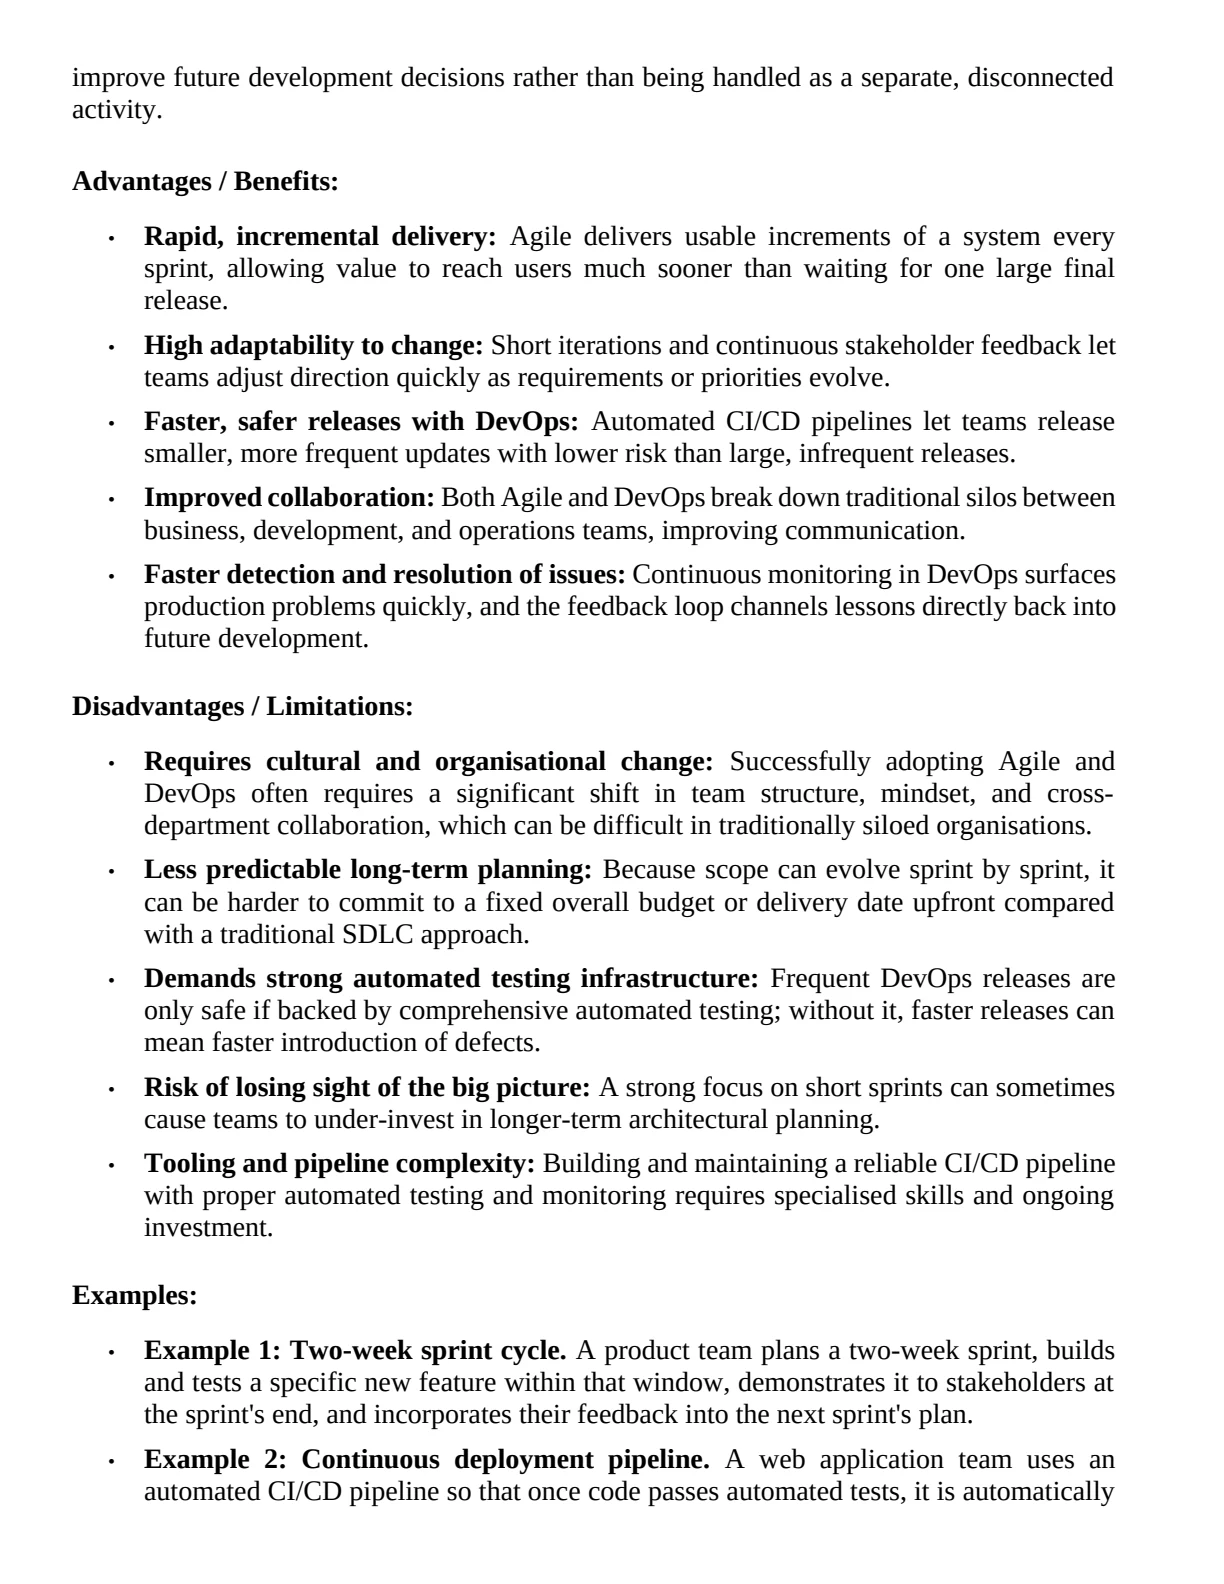 improve future development decisions rather than being handled as a separate, disconnected
activity.
Advantages / Benefits:
• Rapid, incremental delivery: Agile delivers usable increments of a system every
sprint, allowing value to reach users much sooner than waiting for one large final
release.
• High adaptability to change: Short iterations and continuous stakeholder feedback let
teams adjust direction quickly as requirements or priorities evolve.
• Faster, safer releases with DevOps: Automated CI/CD pipelines let teams release
smaller, more frequent updates with lower risk than large, infrequent releases.
• Improved collaboration: Both Agile and DevOps break down traditional silos between
business, development, and operations teams, improving communication.
• Faster detection and resolution of issues: Continuous monitoring in DevOps surfaces
production problems quickly, and the feedback loop channels lessons directly back into
future development.
Disadvantages / Limitations:
• Requires cultural and organisational change: Successfully adopting Agile and
DevOps often requires a significant shift in team structure, mindset, and cross-
department collaboration, which can be difficult in traditionally siloed organisations.
• Less predictable long-term planning: Because scope can evolve sprint by sprint, it
can be harder to commit to a fixed overall budget or delivery date upfront compared
with a traditional SDLC approach.
• Demands strong automated testing infrastructure: Frequent DevOps releases are
only safe if backed by comprehensive automated testing; without it, faster releases can
mean faster introduction of defects.
• Risk of losing sight of the big picture: A strong focus on short sprints can sometimes
cause teams to under-invest in longer-term architectural planning.
• Tooling and pipeline complexity: Building and maintaining a reliable CI/CD pipeline
with proper automated testing and monitoring requires specialised skills and ongoing
investment.
Examples:
• Example 1: Two-week sprint cycle. A product team plans a two-week sprint, builds
and tests a specific new feature within that window, demonstrates it to stakeholders at
the sprint's end, and incorporates their feedback into the next sprint's plan.
• Example 2: Continuous deployment pipeline. A web application team uses an
automated CI/CD pipeline so that once code passes automated tests, it is automatically